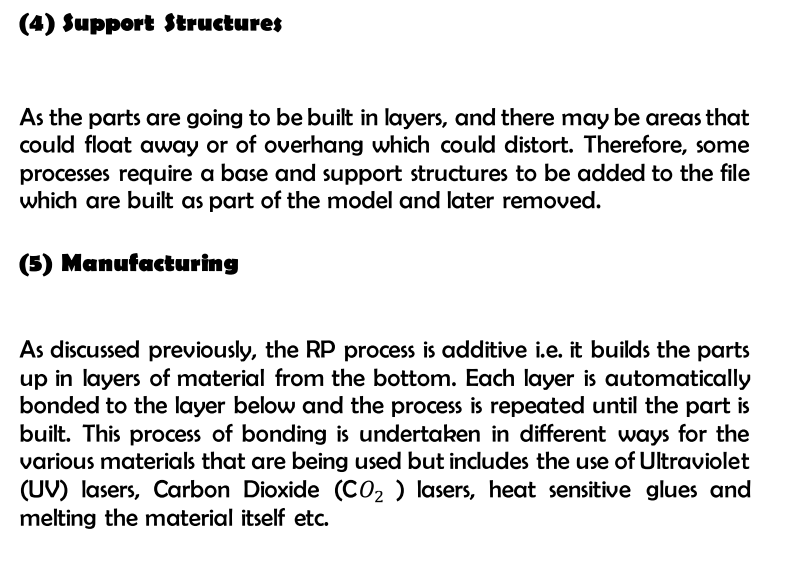 (4) Support Structures
As the parts are going to be built in layers, and there may be areas that
could float away or of overhang which could distort. Therefore, some
processes require a base and support structures to be added to the file
which are built as part of the model and later removed.
(5) Manufacturing
As discussed previously, the RP process is additive i.e. it builds the parts
up in layers of material from the bottom. Each layer is automatically
bonded to the layer below and the process is repeated until the part is
built. This process of bonding is undertaken in different ways for the
various materials that are being used but includes the use of Ultraviolet
(UV) lasers, Carbon Dioxide (CO₂ ) lasers, heat sensitive glues and
melting the material itself etc.